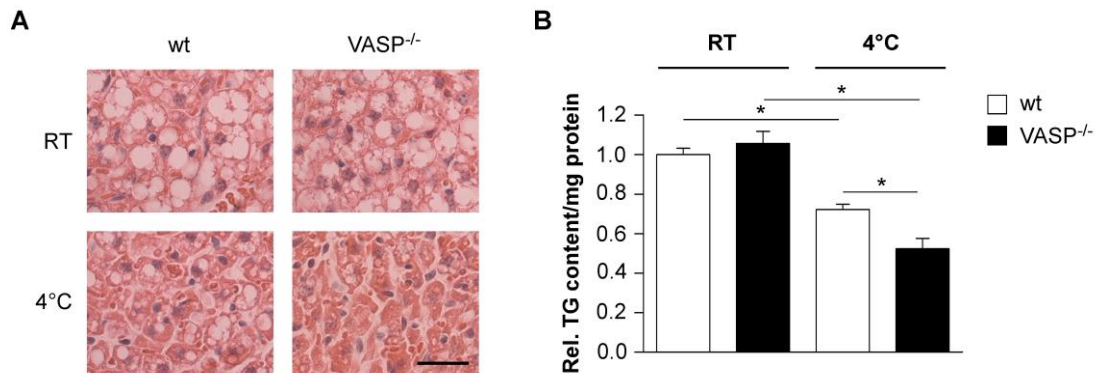 A
wt VASP-/-
RT
4°C
B
RT 4°C
* *
*
Rel. TG content/mg protein
1.2
1.0
0.8
0.6
0.4
0.2
0.0
wt
VASP-/-